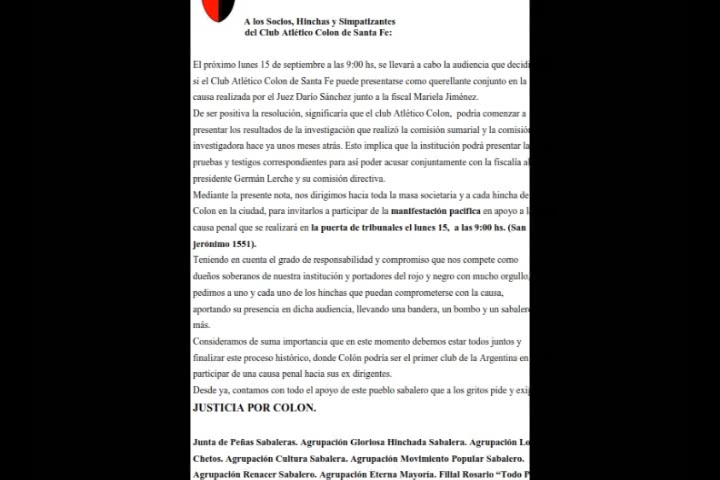 A los Socios, Hinchas y Simpatizantes
del Club Atlético Colon de Santa Fe:
El próximo lunes 15 de septiembre a las 9:00 hs, se llevará a cabo la audiencia que decidi
si el Club Atlético Colon de Santa Fe puede presentarse como querellante conjunto en la
causa realizada por el Juez Darío Sánchez junto a la fiscal Mariela Jiménez.
De ser positiva la resolución, significaría que el club Atlético Colon, podría comenzar a
presentar los resultados de la investigación que realizó la comisión sumarial y la comisión
investigadora hace ya unos meses atrás. Esto implica que la institución podrá presentar la
pruebas y testigos correspondientes para así poder acusar conjuntamente con la fiscalía al
presidente Germán Lerche y su comisión directiva.
Mediante la presente nota, nos dirigimos hacia toda la masa societaria y a cada hincha de
Colon en la ciudad, para invitarlos a participar de la manifestación pacifica en apoyo a l
causa penal que se realizará en la puerta de tribunales el lunes 15, a las 9:00 hs. (San
jerónimo 1551).
Teniendo en cuenta el grado de responsabilidad y compromiso que nos compete como
dueños soberanos de nuestra institución y portadores del rojo y negro con mucho orgullo,
pedimos a uno y cada uno de los hinchas que puedan comprometerse con la causa,
aportando su presencia en dicha audiencia, llevando una bandera, un bombo y un sabalero
más.
Consideramos de suma importancia que en este momento debemos estar todos juntos y
finalizar este proceso histórico, donde Colón podría ser el primer club de la Argentina en
participar de una causa penal hacia sus ex dirigentes.
Desde ya, contamos con todo el apoyo de este pueblo sabalero que a los gritos pide y exig
JUSTICIA POR COLON.
Junta de Peñas Sabaleras. Agrupación Gloriosa Hinchada Sabalera. Agrupación Lo
Chetos. Agrupación Cultura Sabalera. Agrupación Movimiento Popular Sabalero.
Agrupación Renacer Sabalero. Agrupación Eterna Mayoría. Filial Rosario “Todo P